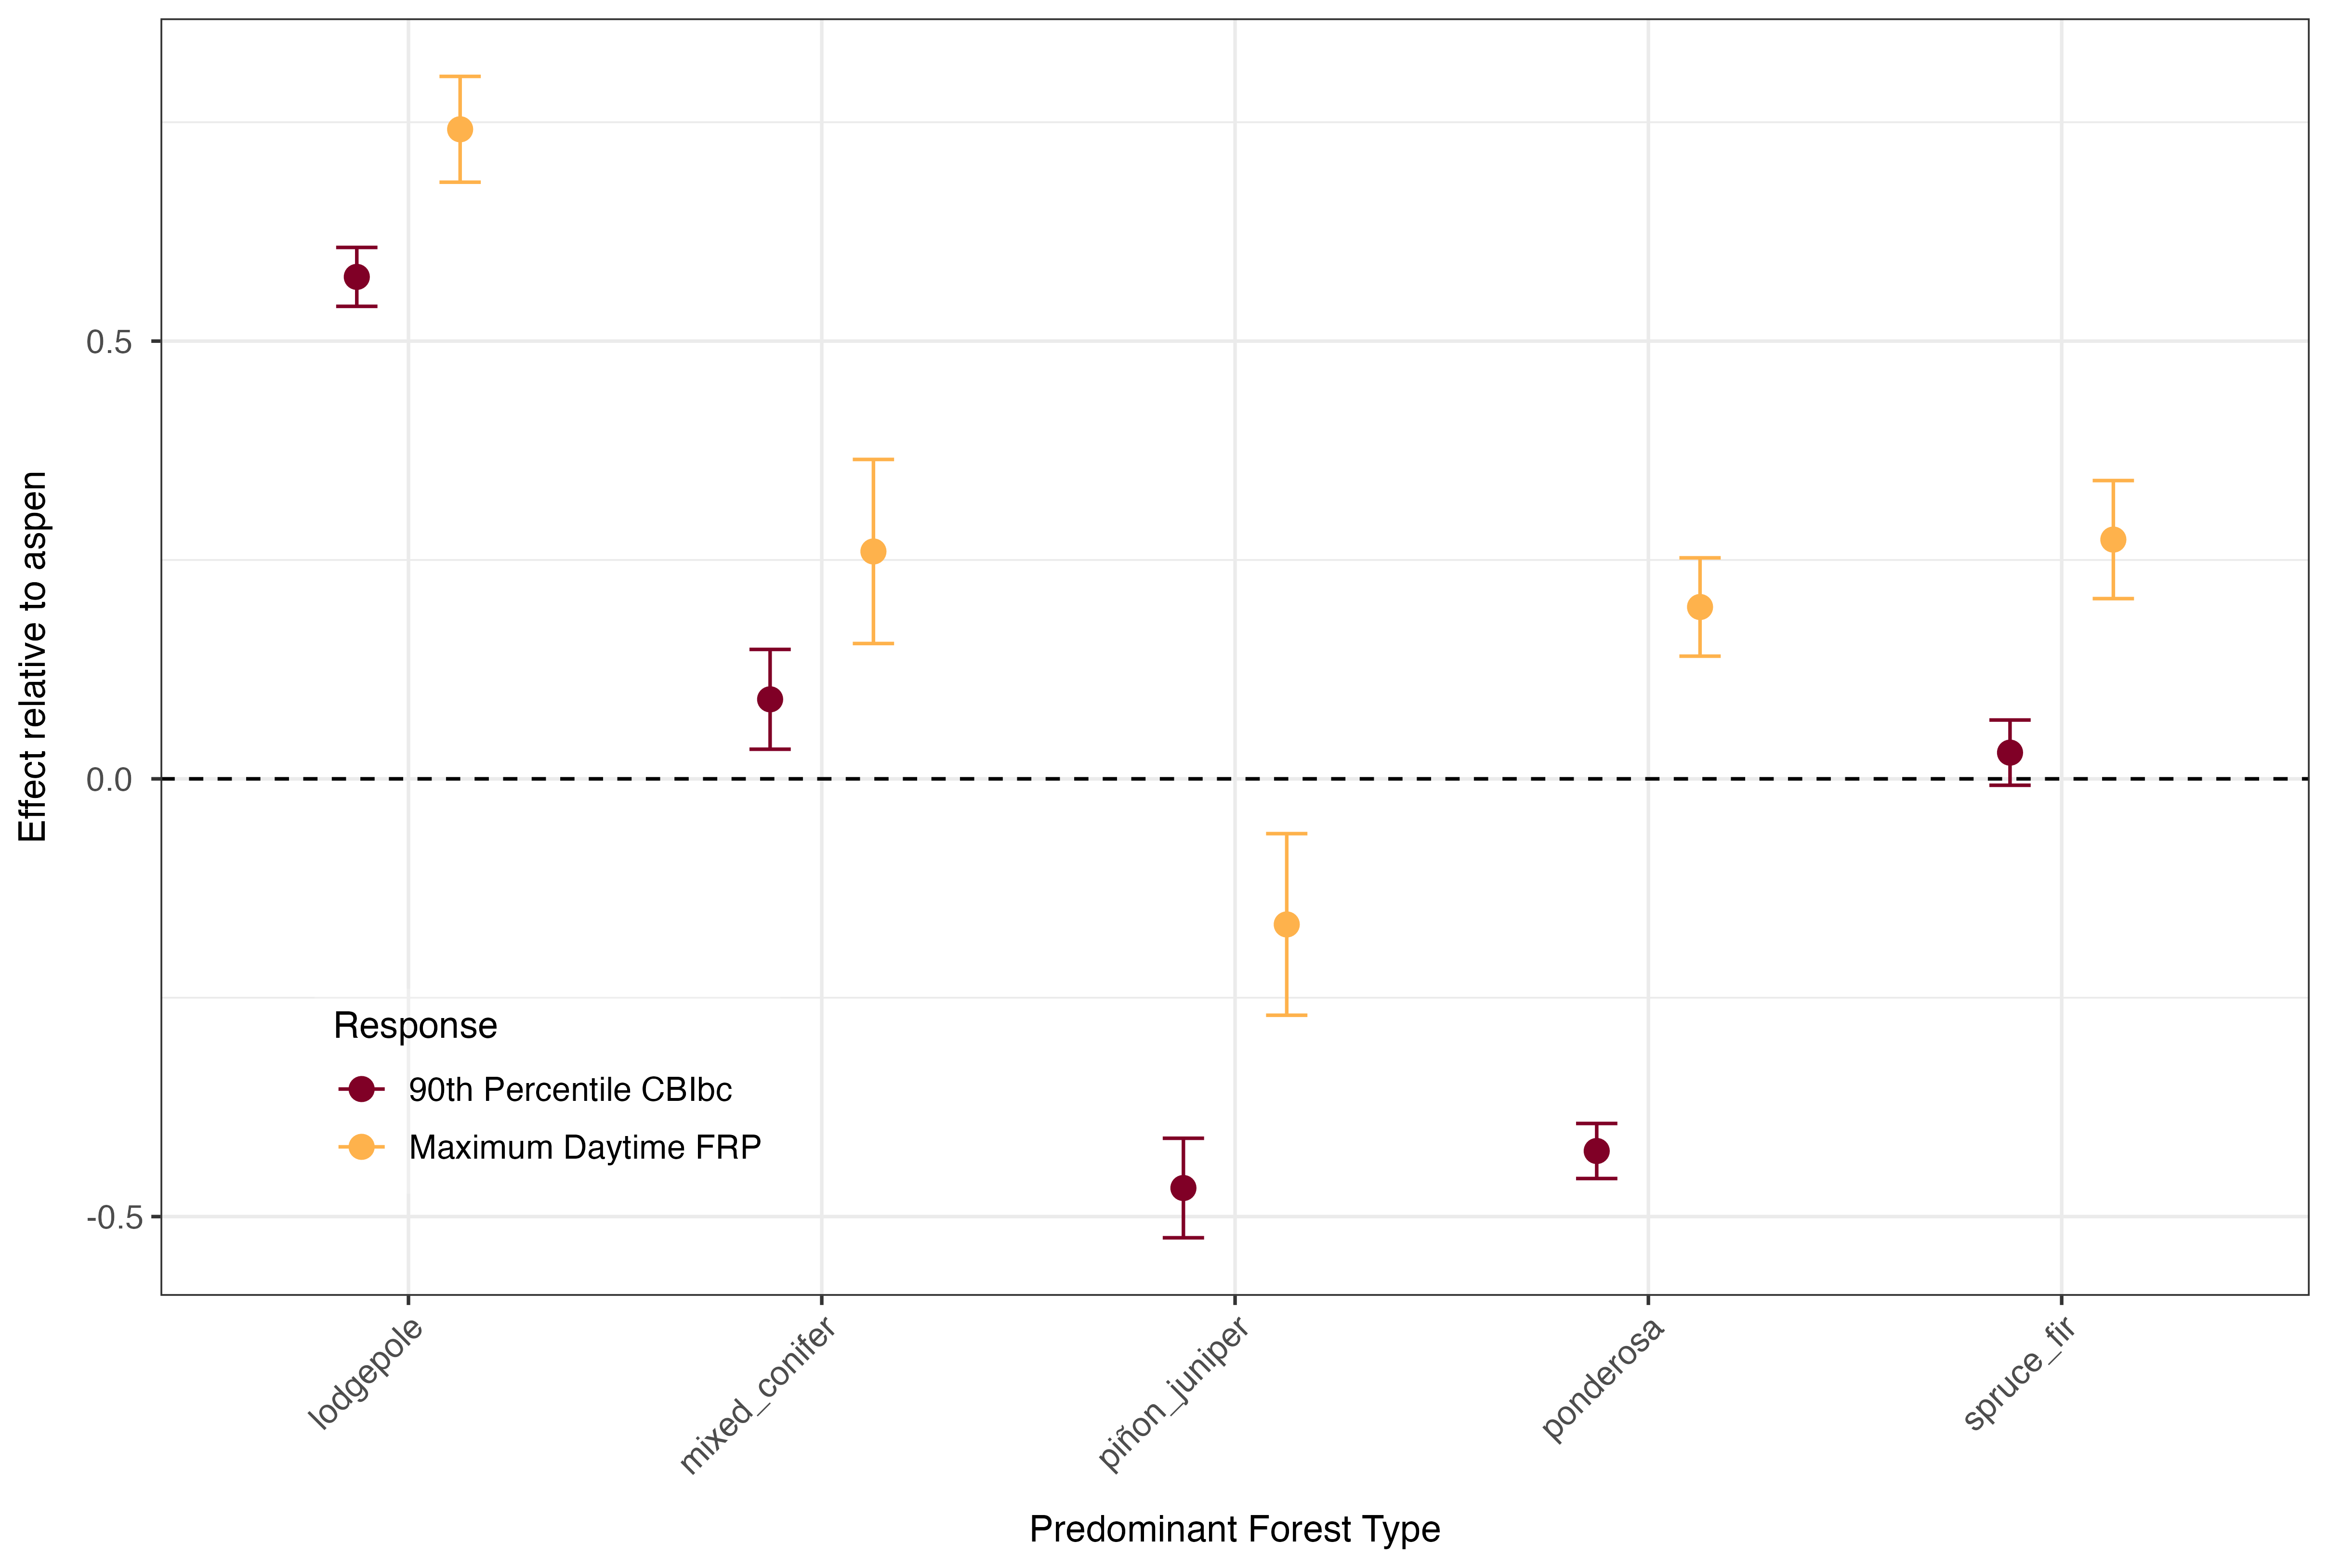 Effect relative to aspen
0.5
0.0
-0.5
Response
90th Percentile CBIbc
Maximum Daytime FRP
lodgepole
mixed_conifer
piñon_juniper
ponderosa
spruce_fir
Predominant Forest Type